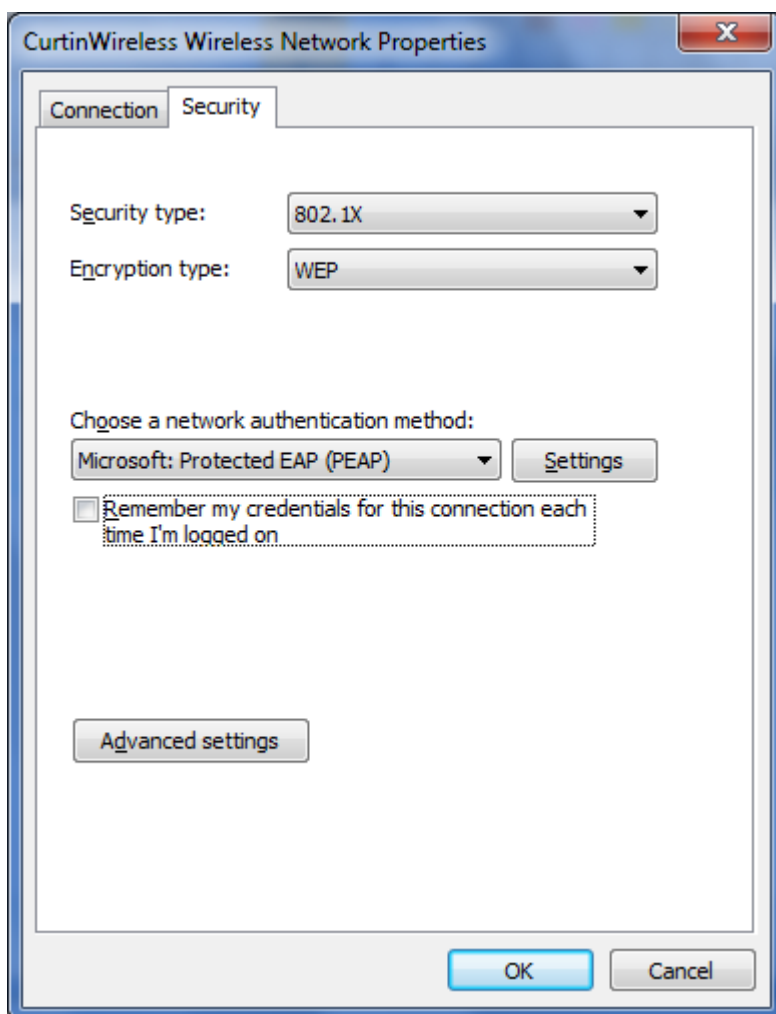 CurtinWireless Wireless Network Properties
Connection
Security
Security type:
802.1X
Encryption type:
WEP
Choose a network authentication method:
Microsoft: Protected EAP (PEAP)
Settings
Remember my credentials for this connection each
time I'm logged on
Advanced settings
OK
Cancel